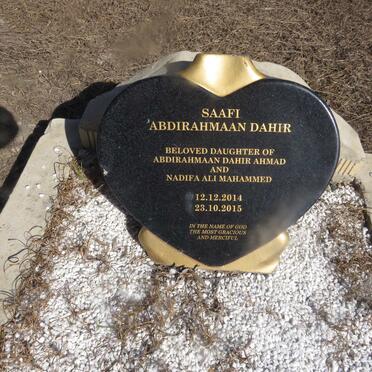 SAAFI
ABDIRAHMAAN DAHIR
BELOVED DAUGHTER OF
ABDIRAHMAAN DAHIR AHMAD
AND
NADIFA ALI MAHAMMED
12.12.2014
23.10.2015
IN THE NAME OF GOD
THE MOST GRACIOUS
AND MERCIFUL